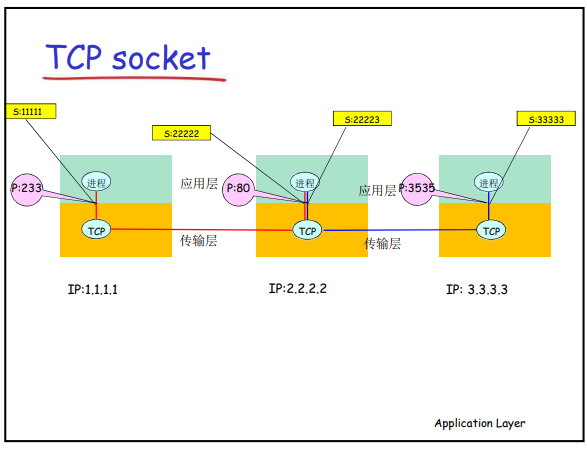 TCP socket
S:11111
S:22222
S:22223
S:33333
P:233
进程
应用层
P:80
进程
应用层
P:3535
进程
TCP
传输层
TCP
传输层
TCP
IP:1.1.1.1
IP:2.2.2.2
IP: 3.3.3.3
Application Layer